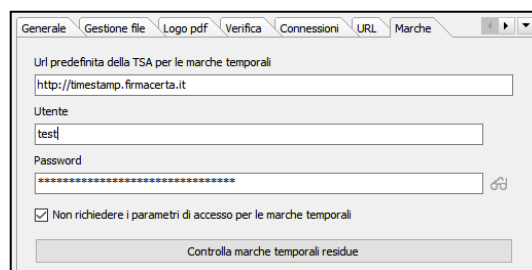 Generale Gestione file Logo pdf Verifica Connessioni URL Marche
Url predefinita della TSA per le marche temporali
http://timestamp.firmacerta.it
Utente
test
Password
********************************
Non richiedere i parametri di accesso per le marche temporali
Controlla marche temporali residue